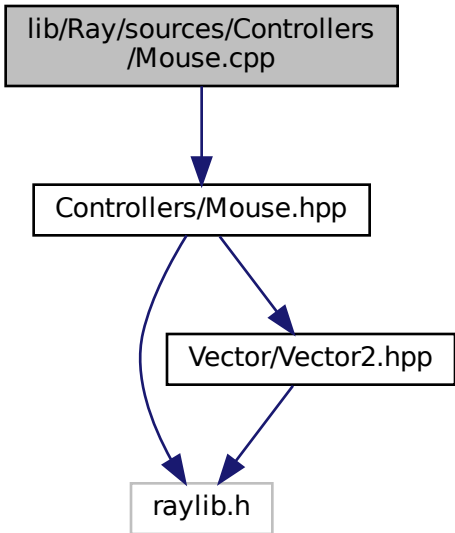 lib/Ray/sources/Controllers
/Mouse.cpp
Controllers/Mouse.hpp
Vector/Vector2.hpp
raylib.h